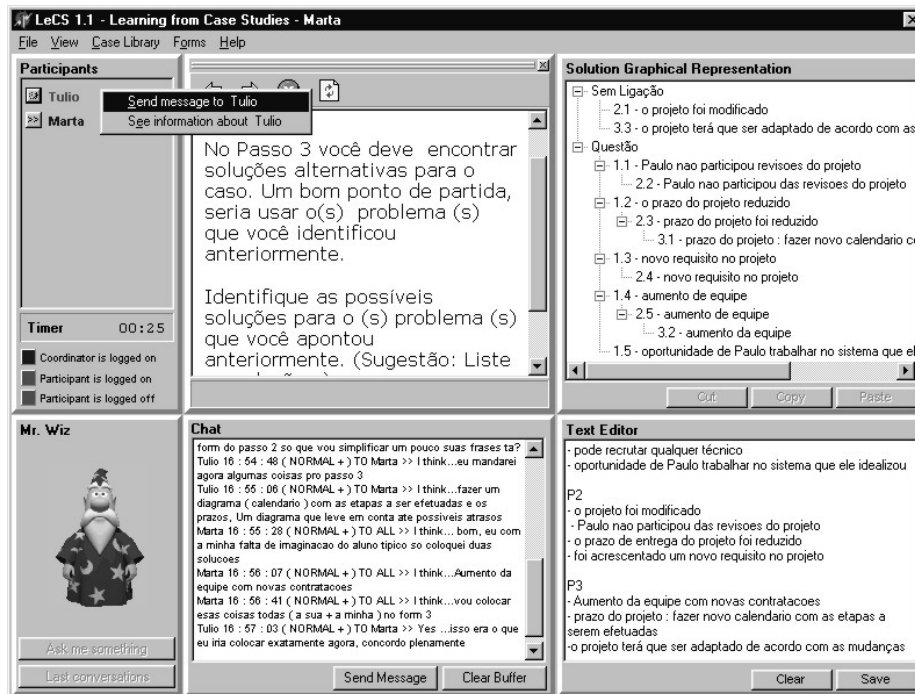 LeCS 1.1 - Learning from Case Studies - Marta
File View Case Library Forms Help
Participants
Tulio
Marta
Send message to Tulio
See information about Tulio
Timer 00:25
Coordinator is logged on
Participant is logged on
Participant is logged off
No Passo 3 você deve encontrar
soluções alternativas para o
caso. Um bom ponto de partida,
seria usar o(s) problema (s)
que você identificou
anteriormente.
Identifique as possíveis
soluções para o (s) problema (s)
que você apontou
anteriormente. (Sugestão: Liste
Solution Graphical Representation
Sem Ligação
2.1 - o projeto foi modificado
3.3 - o projeto terá que ser adaptado de acordo com as
Questão
1.1 - Paulo nao participou revisoes do projeto
2.2 - Paulo nao participou das revisoes do projeto
1.2 - o prazo do projeto reduzido
2.3 - prazo do projeto foi reduzido
3.1 - prazo do projeto : fazer novo calendario
1.3 - novo requisito no projeto
2.4 - novo requisito no projeto
1.4 - aumento de equipe
2.5 - aumento de equipe
3.2 - aumento da equipe
1.5 - oportunidade de Paulo trabalhar no sistema que
Cut Copy Paste
Mr. Wiz
Ask me something
Last conversations
Chat
form do passo 2 so que vou simplificar um pouco suas frases ta?
Tulio 16 : 54 : 48 ( NORMAL + ) TO Marta >> I think...eu mandarei
agora algumas coisas pro passo 3
Tulio 16 : 55 : 06 ( NORMAL + ) TO Marta >> I think...fazer um
diagrama ( calendario ) com as etapas a ser efetuadas e os
prazos, Um diagrama que leve em conta ate possiveis atrasos
Marta 16 : 55 : 28 ( NORMAL + ) TO ALL >> I think... bom, eu com
a minha falta de imaginacao do aluno tipico so coloquei duas
solucoes
Marta 16 : 56 : 07 ( NORMAL + ) TO ALL >> I think...Aumento da
equipe com novas contratacoes
Marta 16 : 56 : 41 ( NORMAL + ) TO ALL >> I think...vou colocar
esas coisas todas ( a sua + a minha ) no form 3
Tulio 16 : 57 : 03 ( NORMAL + ) TO ALL >> Yes ...isso era o que
eu iria colocar exatamente agora, concordo plenamente
Send Message Clear Buffer
Text Editor
- pode recrutar qualquer técnico
- oportunidade de Paulo trabalhar no sistema que ele idealizou
P2
- o projeto foi modificado
- Paulo nao participou das revisoes do projeto
- o prazo de entrega do projeto foi reduzido
- foi acrescentado um novo requisito no projeto
P3
- Aumento da equipe com novas contratacoes
- prazo do projeto : fazer novo calendario com as etapas a
serem efetuadas
-o projeto terá que ser adaptado de acordo com as mudanças
Clear Save